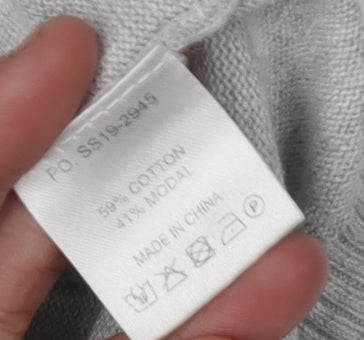 P.O. SS19-2945
59% COTTON
41% MODAL
MADE IN CHINA
P